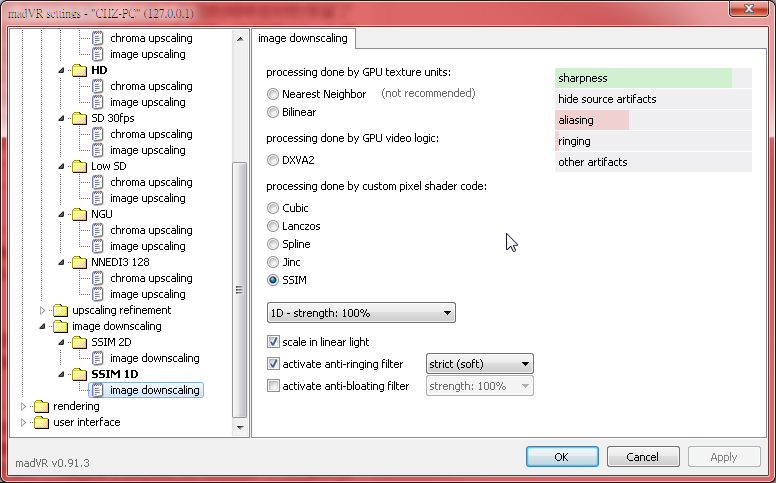 madVR settings - "CHZ-PC" (127.0.0.1)
chroma upscaling
image upscaling
HD
chroma upscaling
image upscaling
SD 30fps
chroma upscaling
image upscaling
Low SD
chroma upscaling
image upscaling
NGU
chroma upscaling
image upscaling
NNEDI3 128
chroma upscaling
image upscaling
upscaling refinement
image downscaling
SSIM 2D
image downscaling
SSIM 1D
image downscaling
rendering
user interface
image downscaling
processing done by GPU texture units:
Nearest Neighbor (not recommended)
Bilinear
processing done by GPU video logic:
DXVA2
processing done by custom pixel shader code:
Cubic
Lanczos
Spline
Jinc
SSIM
1D - strength: 100%
scale in linear light
activate anti-ringing filter strict (soft)
activate anti-bloating filter strength: 100%
sharpness
hide source artifacts
aliasing
ringing
other artifacts
madVR v0.91.3
OK Cancel Apply